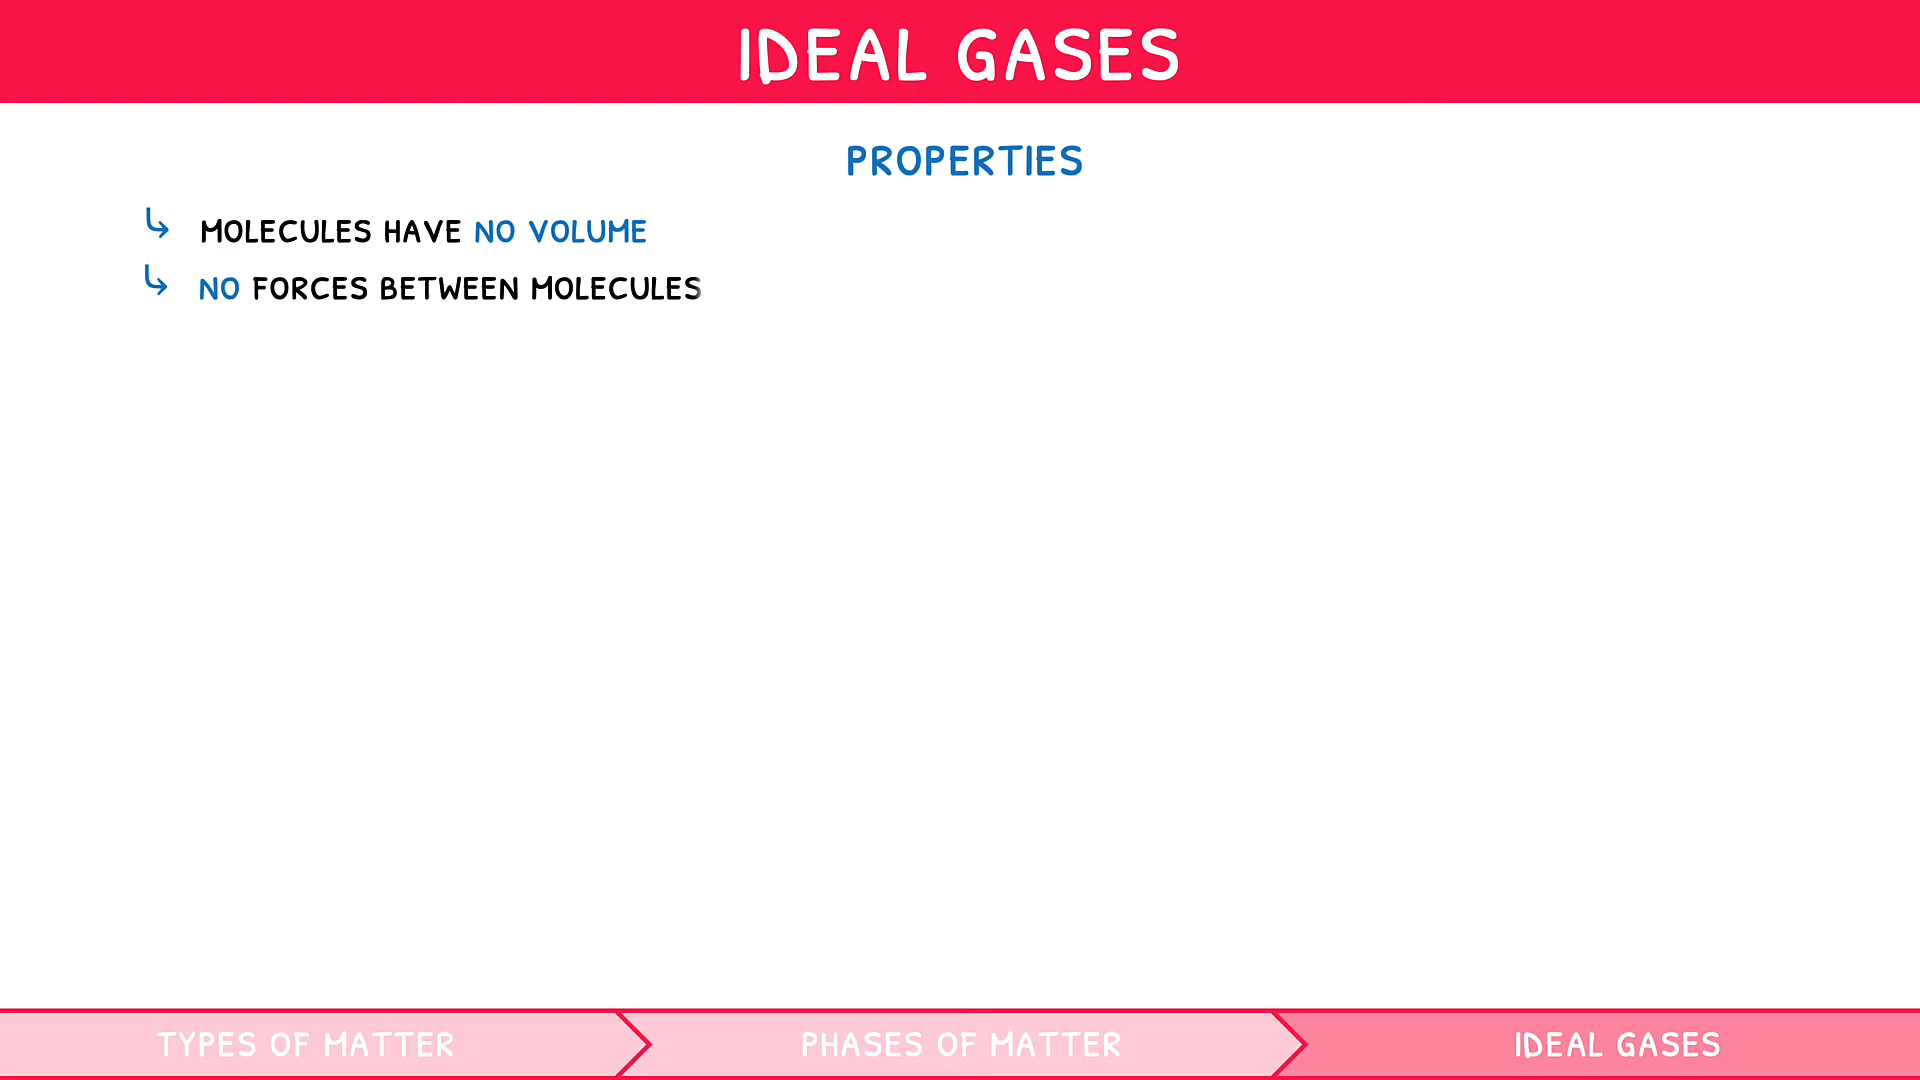 IDEAL GASES
PROPERTIES
↳ MOLECULES HAVE NO VOLUME
↳ NO FORCES BETWEEN MOLECULES
TYPES OF MATTER
PHASES OF MATTER
IDEAL GASES